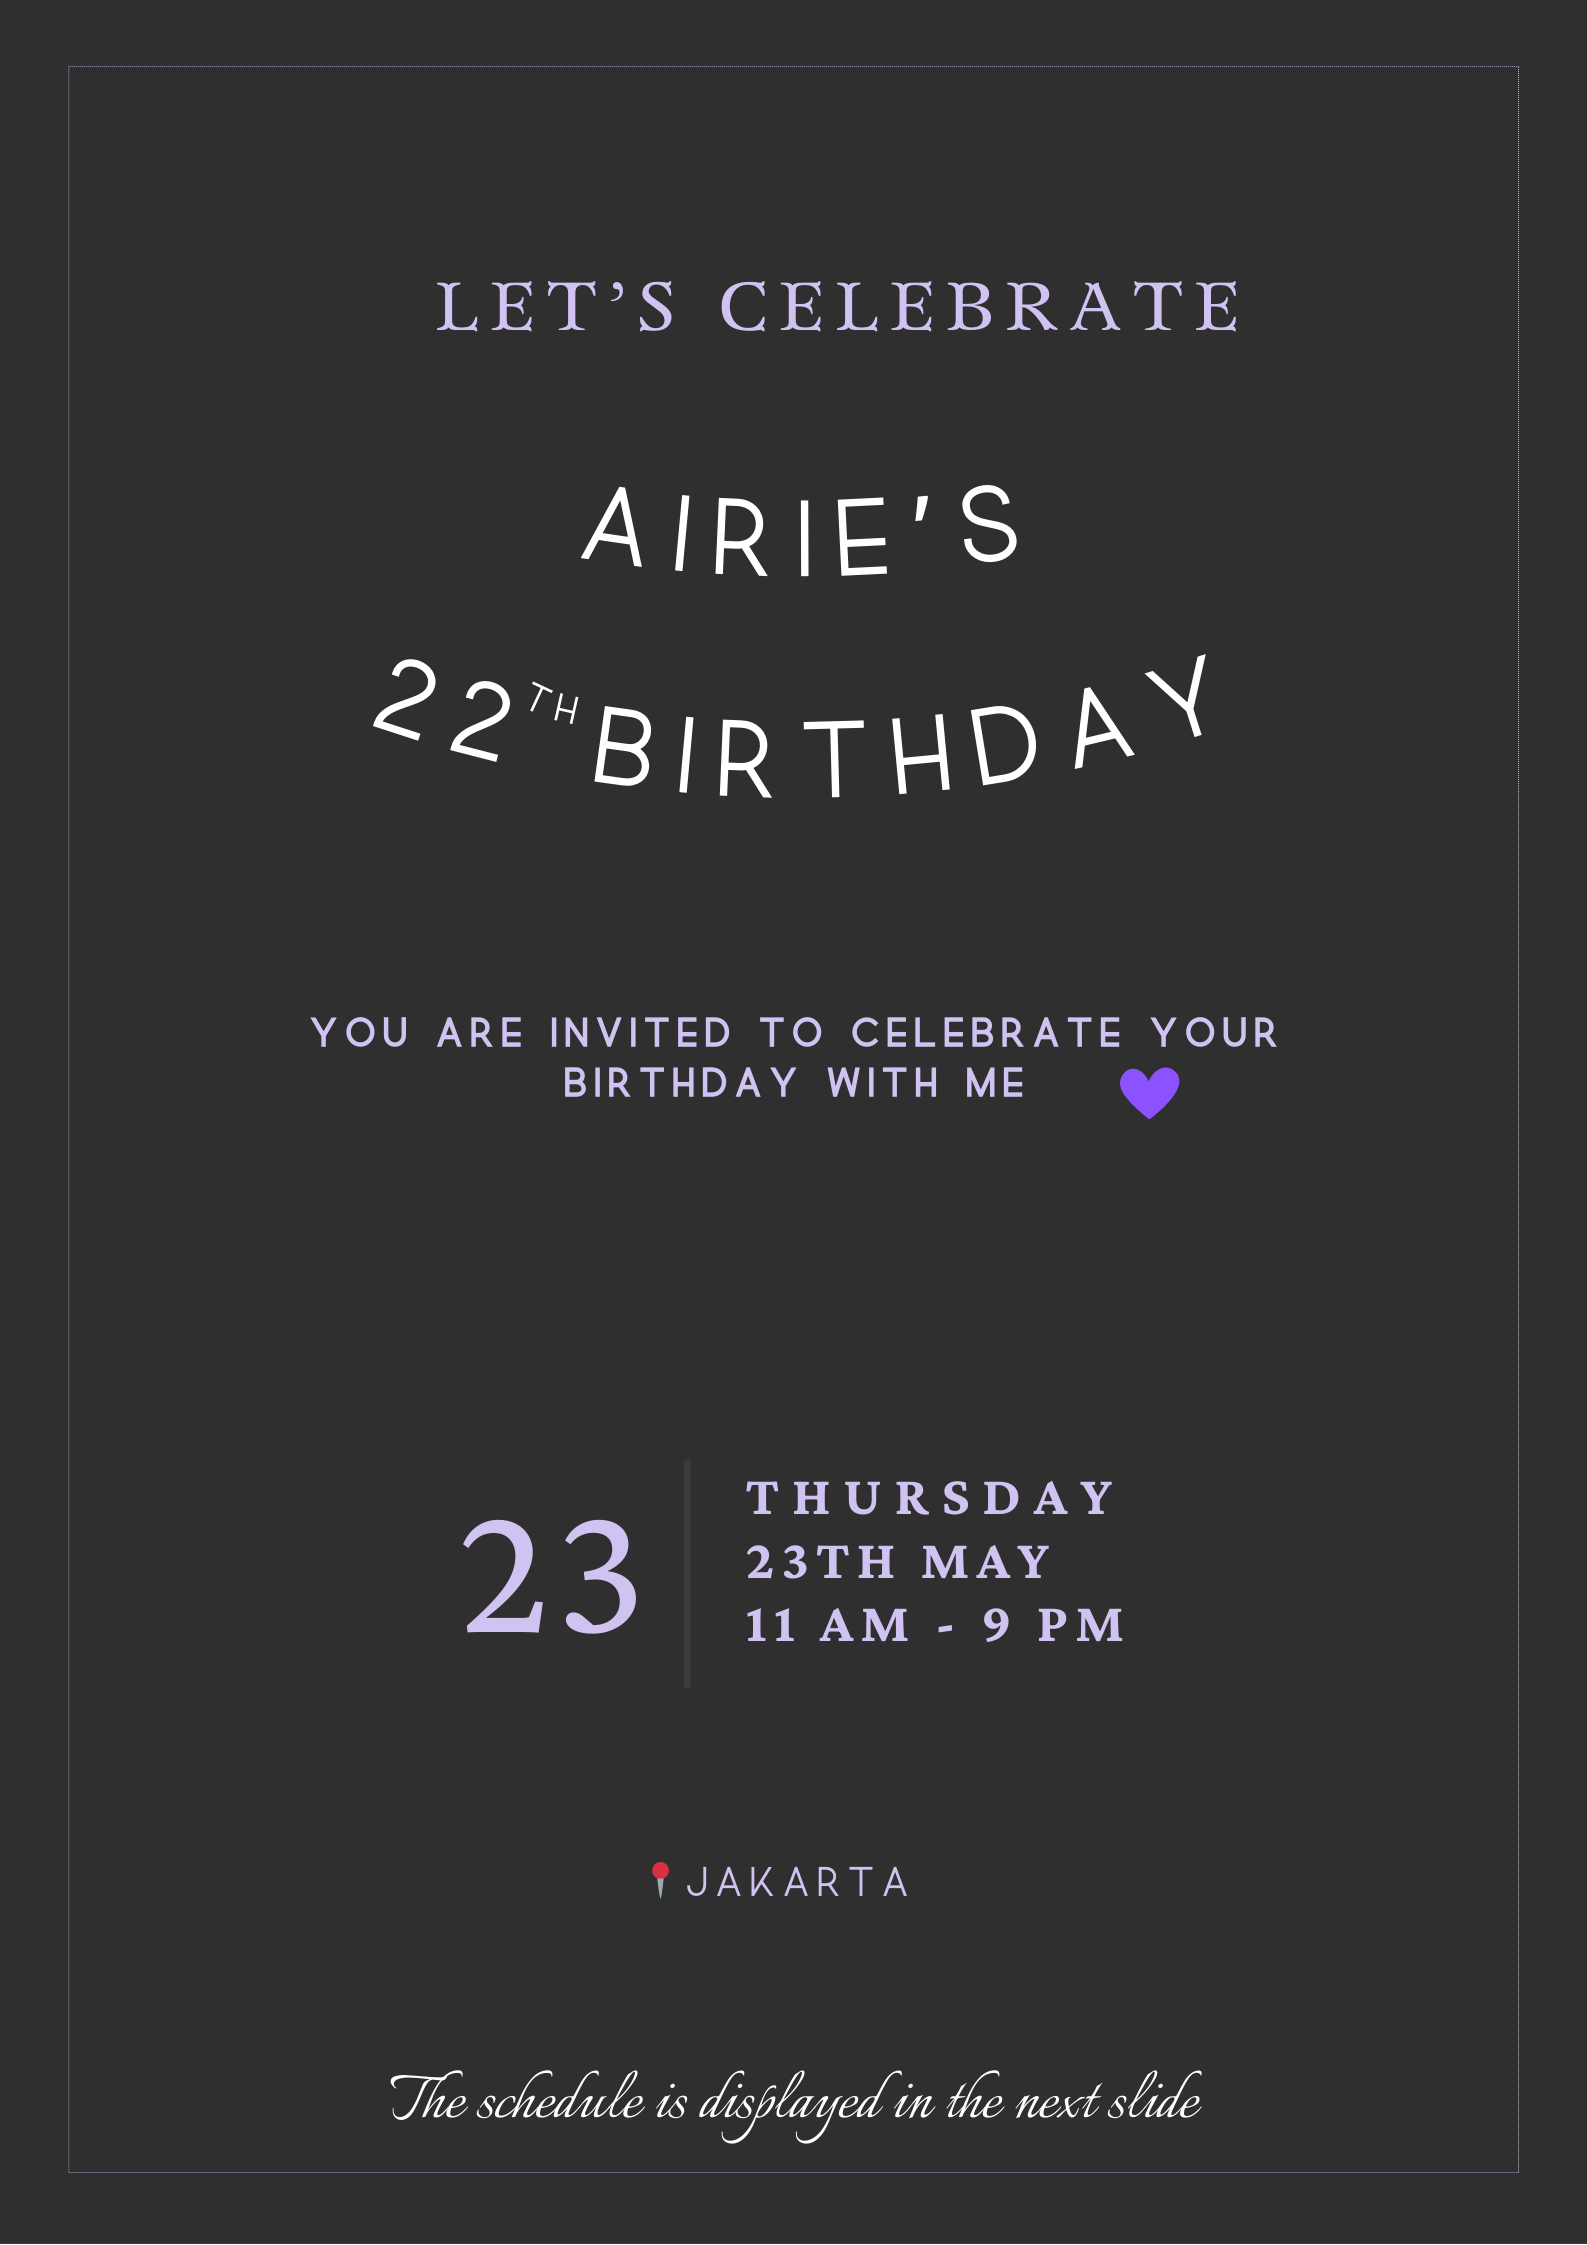 LET’S CELEBRATE
AIRIE’S
22TH BIRTHDAY
YOU ARE INVITED TO CELEBRATE YOUR
BIRTHDAY WITH ME
23
THURSDAY
23TH MAY
11 AM - 9 PM
JAKARTA
The schedule is displayed in the next slide